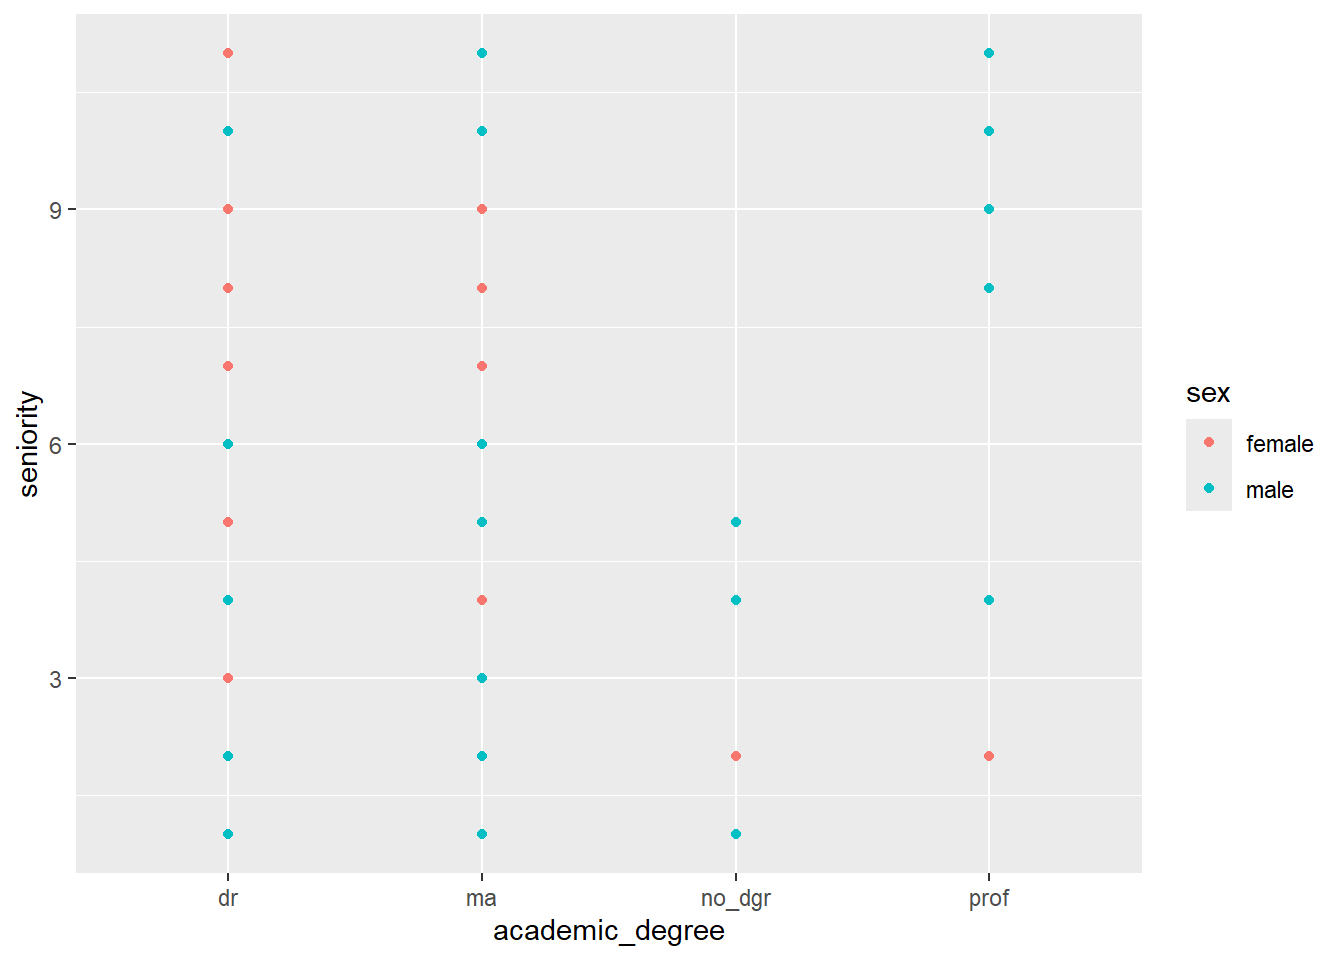 9
6
3
seniority
dr
ma
no_dgr
prof
academic_degree
sex
female
male